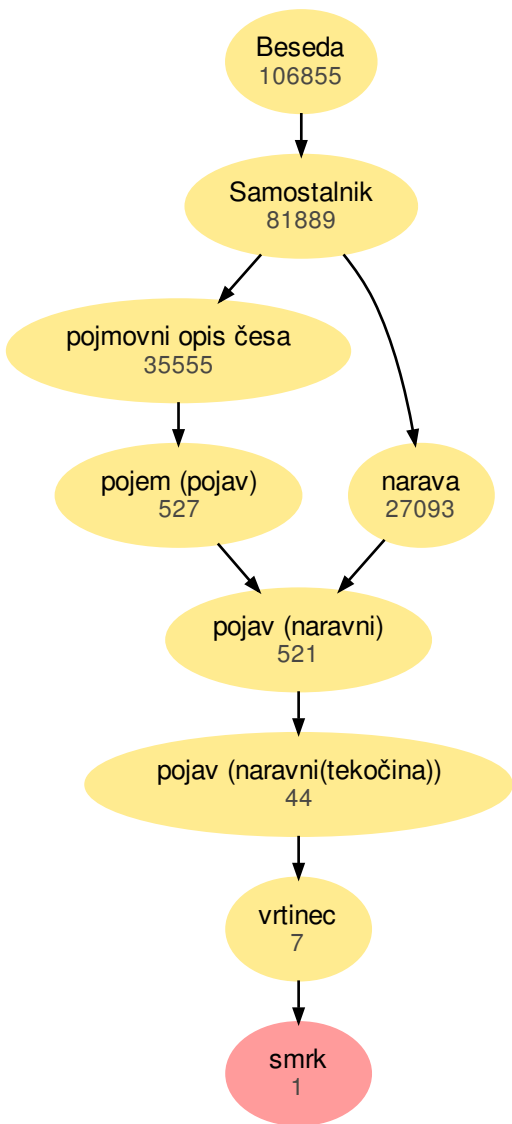 Beseda
106855
Samostalnik
81889
pojmovni opis česa
35555
pojem (pojav)
527
narava
27093
pojav (naravni)
521
pojav (naravni(tekočina))
44
vrtinec
7
smrk
1